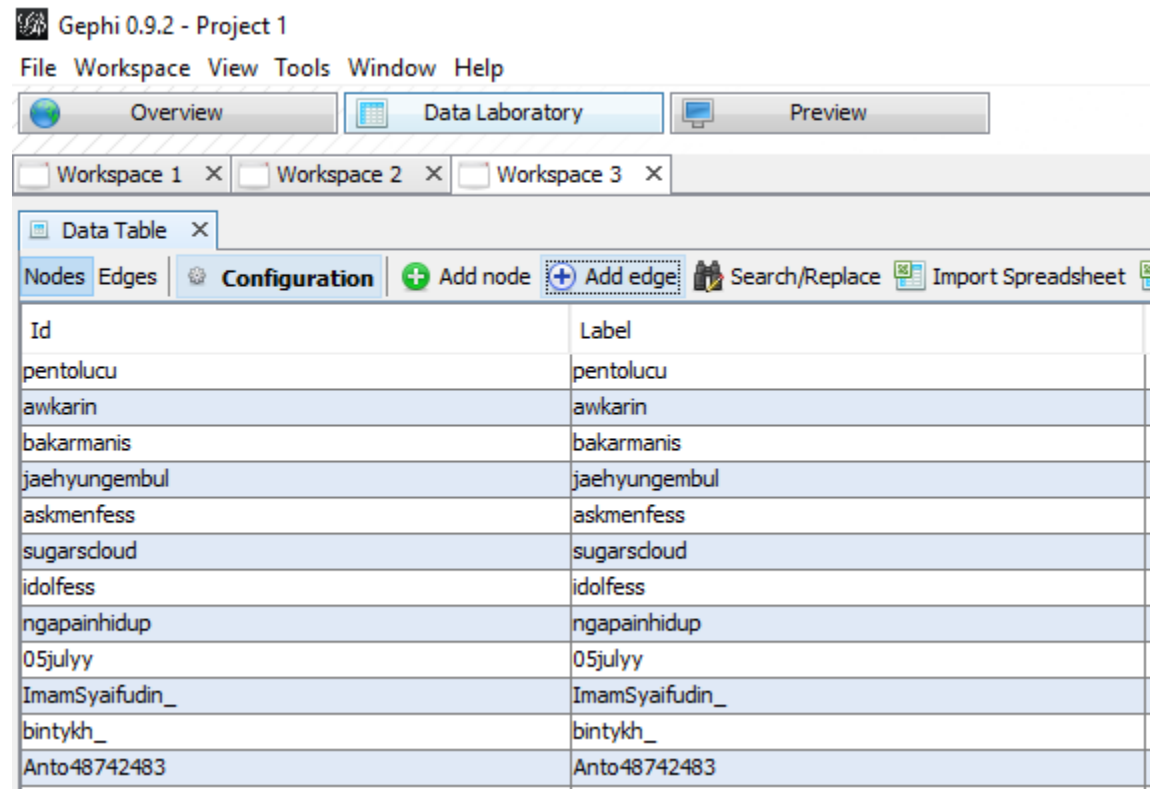 Gephi 0.9.2 - Project 1
File Workspace View Tools Window Help
Overview Data Laboratory Preview
Workspace 1 Workspace 2 Workspace 3
Data Table
Nodes Edges Configuration Add node Add edge Search/Replace Import Spreadsheet
Id Label
pentolucu pentolucu
awkarin awkarin
bakarmanis bakarmanis
jaehyungembul jaehyungembul
askmenfess askmenfess
sugarscloud sugarscloud
idolfess idolfess
ngapainhidup ngapainhidup
05julyy 05julyy
ImamSyaifudin_ ImamSyaifudin_
bintykh_ bintykh_
Anto48742483 Anto48742483